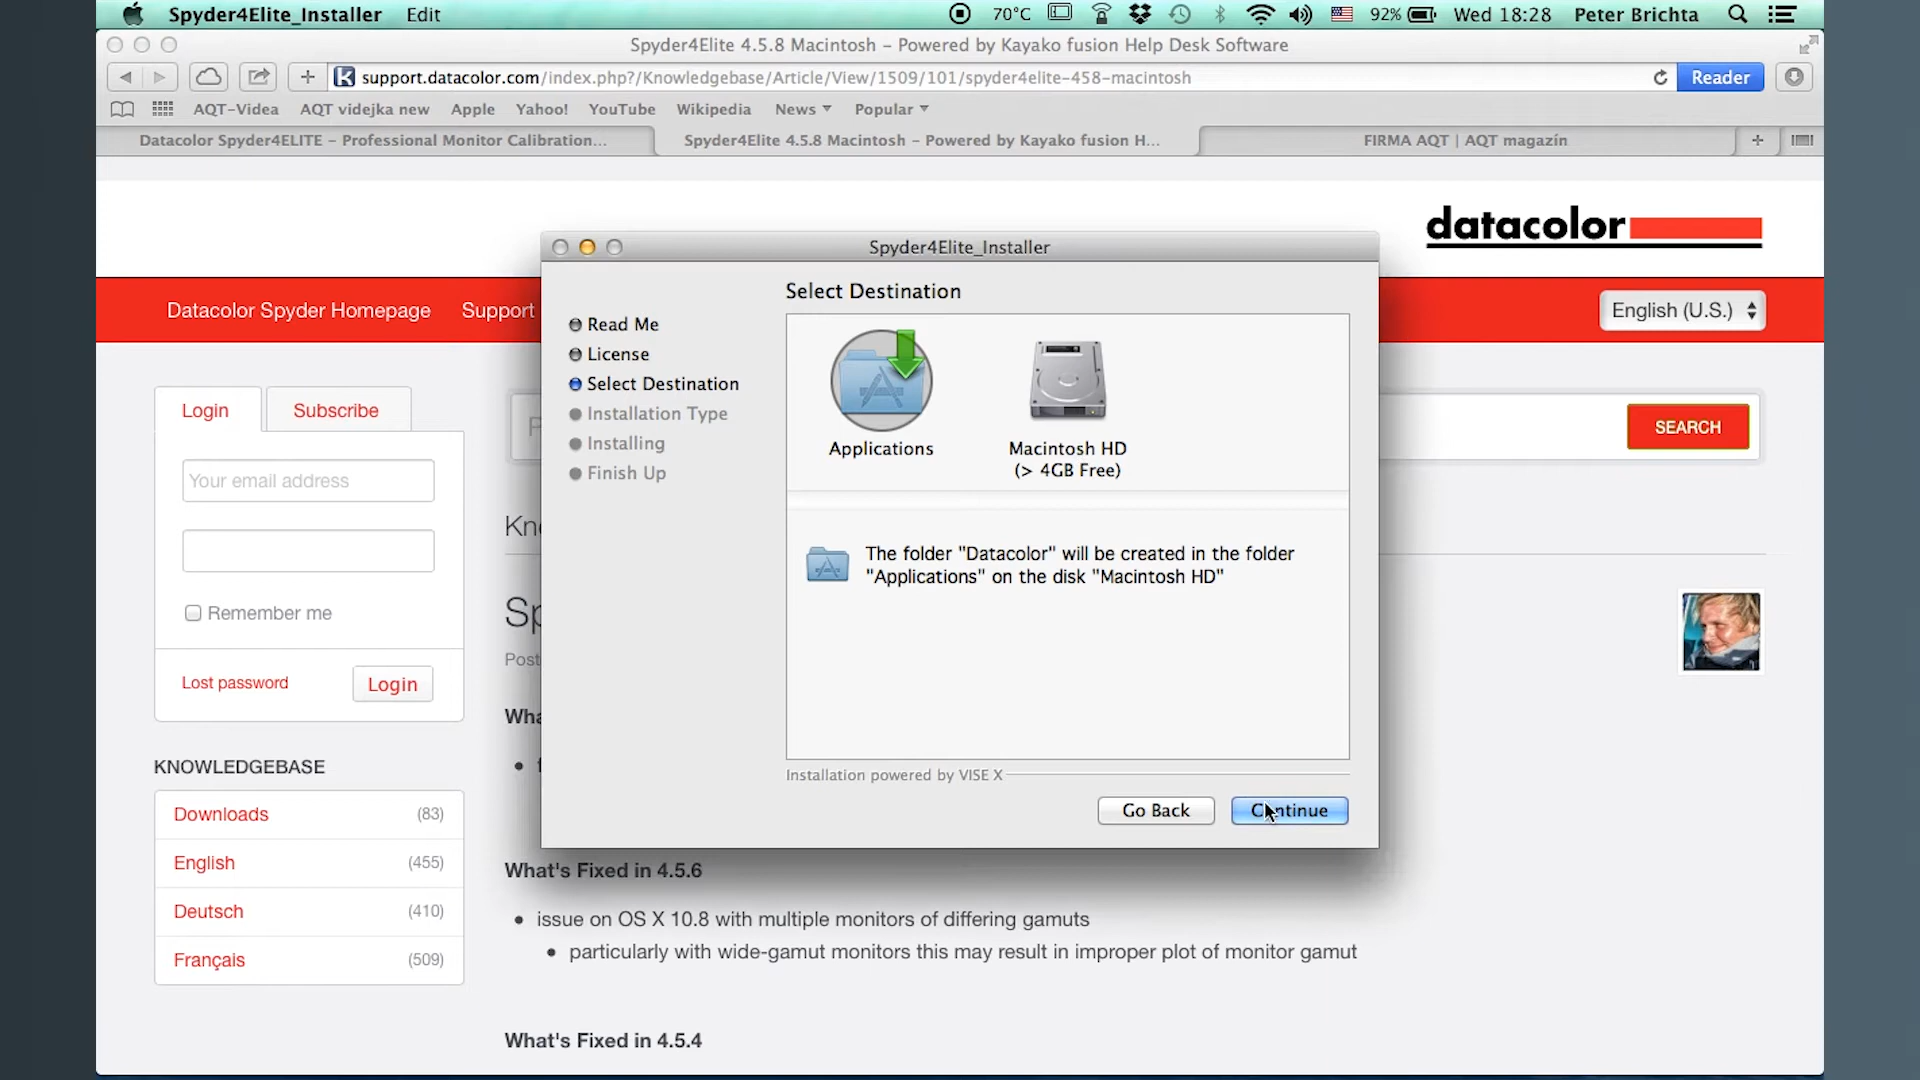 Spyder4Elite_Installer Edit 70°C 92% Wed 18:28 Peter Brichta
Spyder4Elite 4.5.8 Macintosh – Powered by Kayako fusion Help Desk Software
support.datacolor.com/index.php?/Knowledgebase/Article/View/1509/101/spyder4elite-458-macintosh
Reader
AQT-Videa AQT videjka new Apple Yahoo! YouTube Wikipedia News Popular
Datacolor Spyder4ELITE – Professional Monitor Calibration...
Spyder4Elite 4.5.8 Macintosh – Powered by Kayako fusion H...
FIRMA AQT | AQT magazín
datacolor
Datacolor Spyder Homepage Support
English (U.S.)
Login Subscribe
Your email address
Remember me
Lost password
Login
KNOWLEDGEBASE
Downloads (83)
English (455)
Deutsch (410)
Français (509)
SEARCH
Spyder4Elite_Installer
Read Me
License
Select Destination
Installation Type
Installing
Finish Up
Select Destination
Applications
Macintosh HD
(> 4GB Free)
The folder "Datacolor" will be created in the folder
"Applications" on the disk "Macintosh HD"
Installation powered by VISE X
Go Back Continue
What's Fixed in 4.5.6
issue on OS X 10.8 with multiple monitors of differing gamuts
particularly with wide-gamut monitors this may result in improper plot of monitor gamut
What's Fixed in 4.5.4